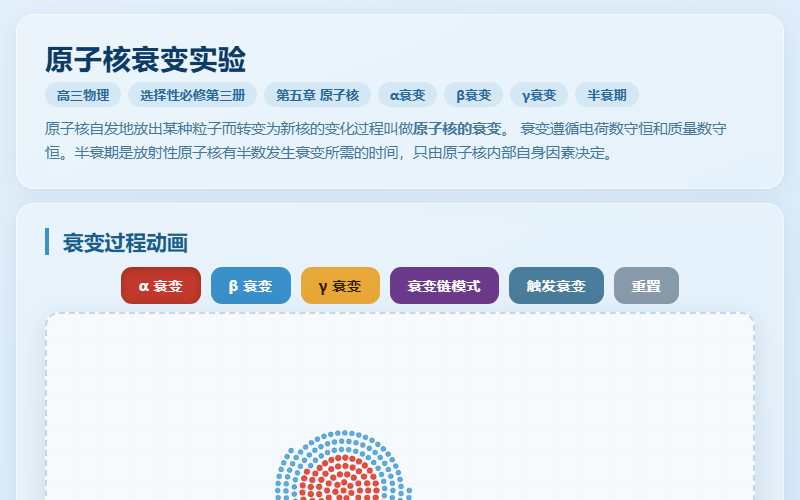 原子核衰变实验
高三物理 选择性必修第三册 第五章 原子核 α衰变 β衰变 γ衰变 半衰期
原子核自发地放出某种粒子而转变为新核的变化过程叫做原子核的衰变。 衰变遵循电荷数守恒和质量数守
恒。半衰期是放射性原子核有半数发生衰变所需的时间，只由原子核内部自身因素决定。
衰变过程动画
α 衰变 β 衰变 γ 衰变 衰变链模式 触发衰变 重置